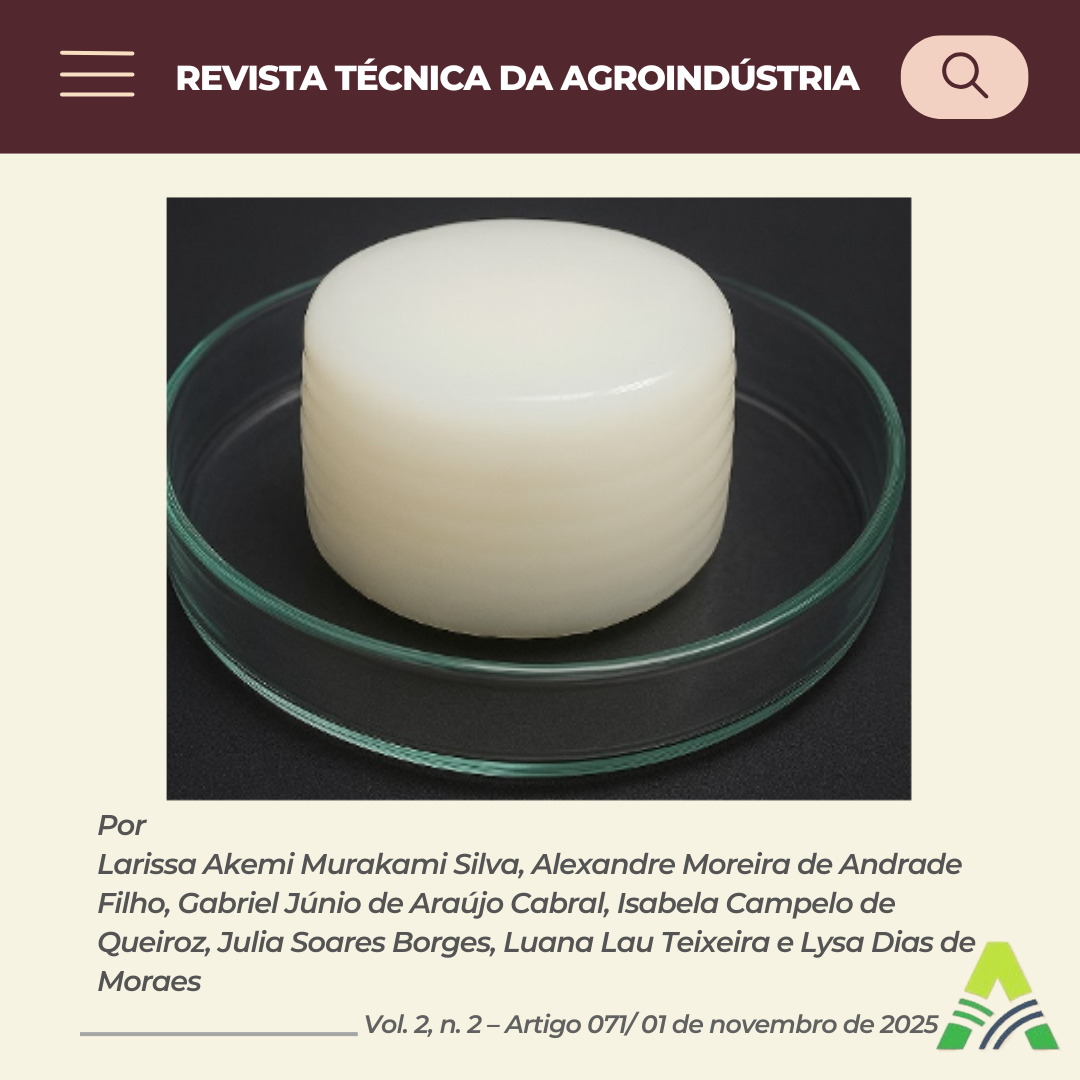 REVISTA TÉCNICA DA AGROINDÚSTRIA
Por
Larissa Akemi Murakami Silva, Alexandre Moreira de Andrade
Filho, Gabriel Júnio de Araújo Cabral, Isabela Campelo de
Queiroz, Julia Soares Borges, Luana Lau Teixeira e Lysa Dias de
Moraes
Vol. 2, n. 2 – Artigo 071/ 01 de novembro de 2025